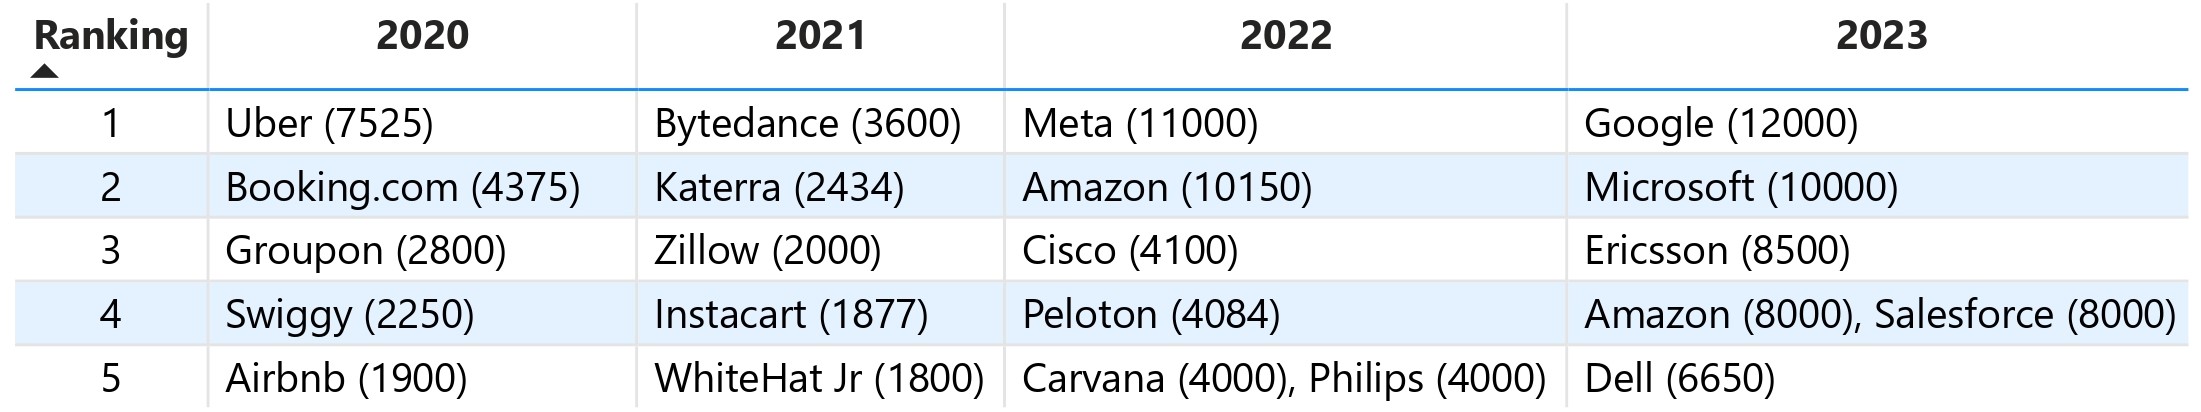 Ranking 2020 2021 2022 2023
1 Uber (7525) Bytedance (3600) Meta (11000) Google (12000)
2 Booking.com (4375) Katerra (2434) Amazon (10150) Microsoft (10000)
3 Groupon (2800) Zillow (2000) Cisco (4100) Ericsson (8500)
4 Swiggy (2250) Instacart (1877) Peloton (4084) Amazon (8000), Salesforce (8000)
5 Airbnb (1900) WhiteHat Jr (1800) Carvana (4000), Philips (4000) Dell (6650)